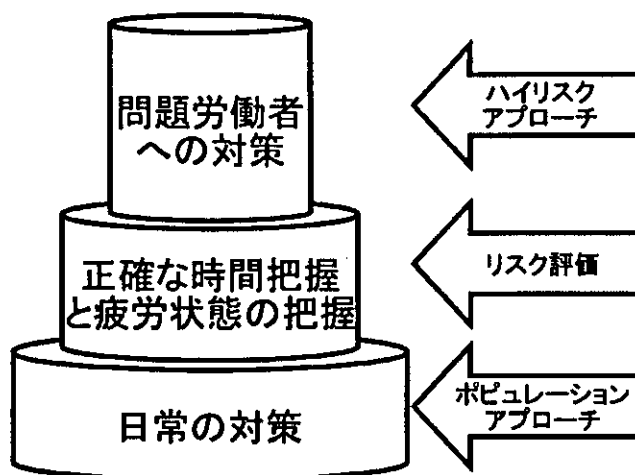 問題労働者
への対策
ハイリスク
アプローチ
正確な時間把握
と疲労状態の把握
リスク評価
日常の対策
ポピュレーション
アプローチ